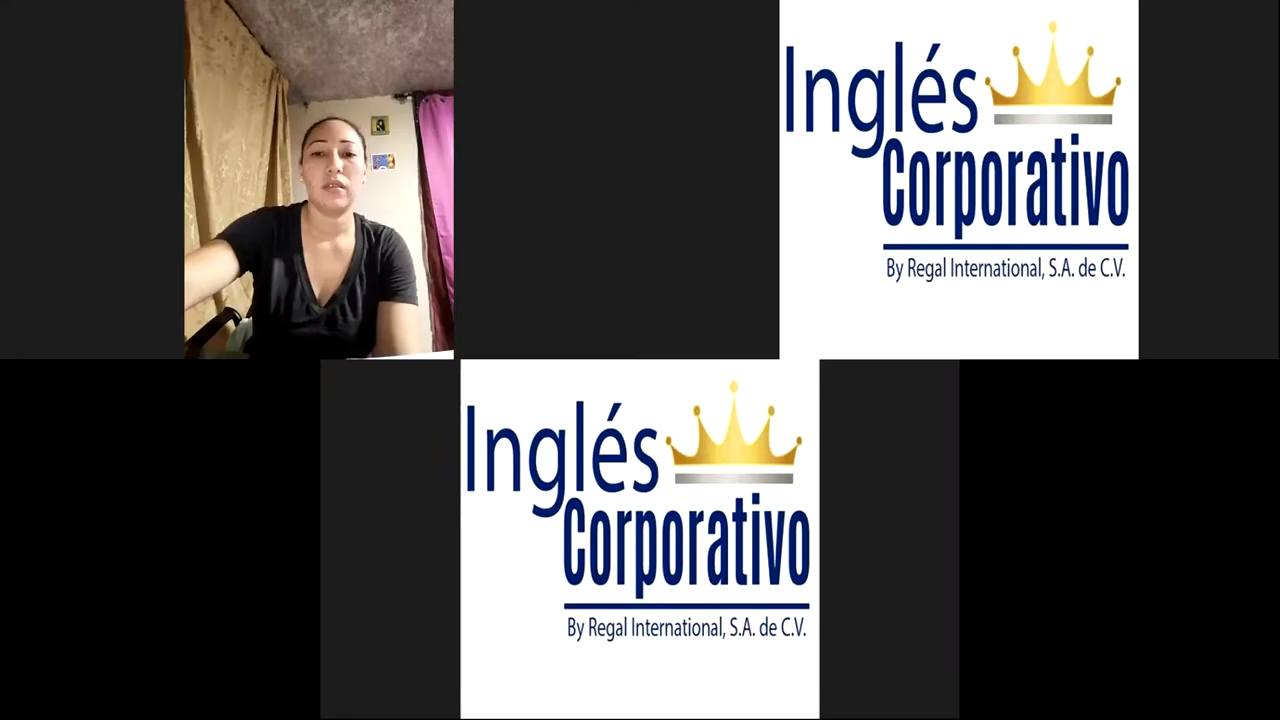 Inglés
Corporativo
By Regal International, S.A. de C.V.
Inglés
Corporativo
By Regal International, S.A. de C.V.